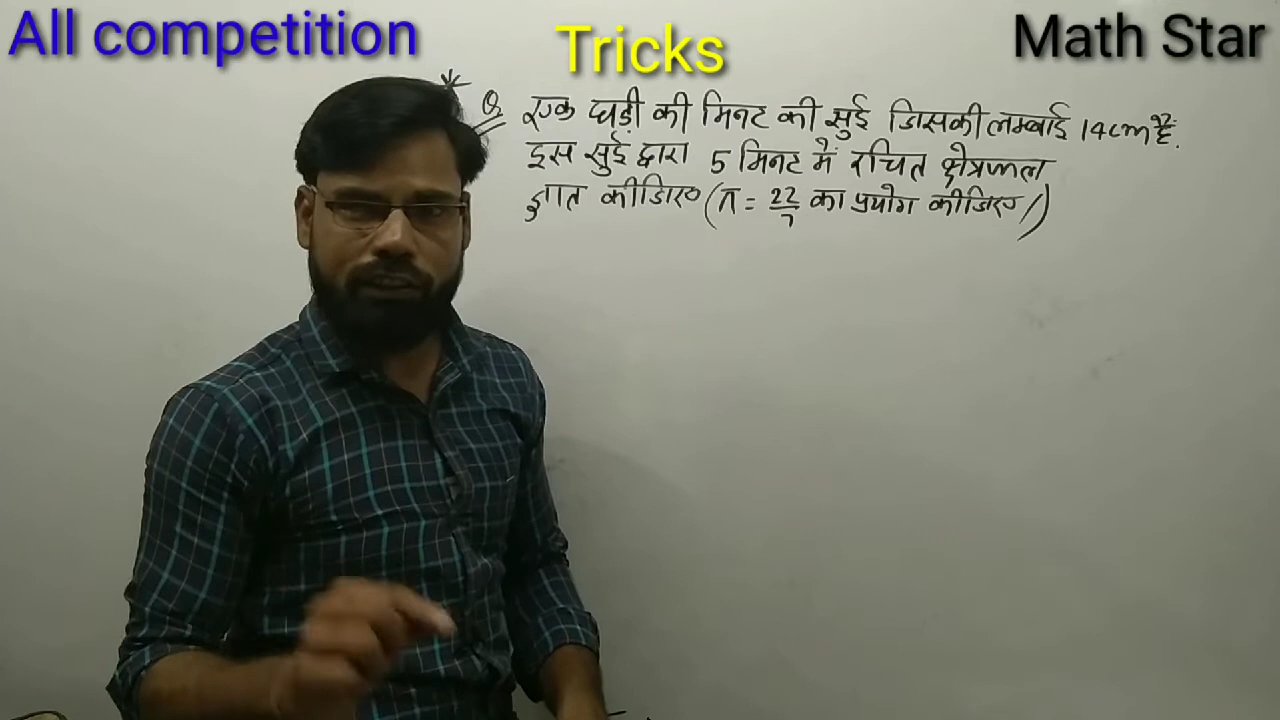 All competition
Tricks
Math Star
Q एक घड़ी की मिनट की सुई जिसकी लम्बाई 14cm है.
इस सुई द्वारा 5 मिनट में रचित क्षेत्रफल
ज्ञात कीजिए (π = 22/7 का प्रयोग कीजिए।)